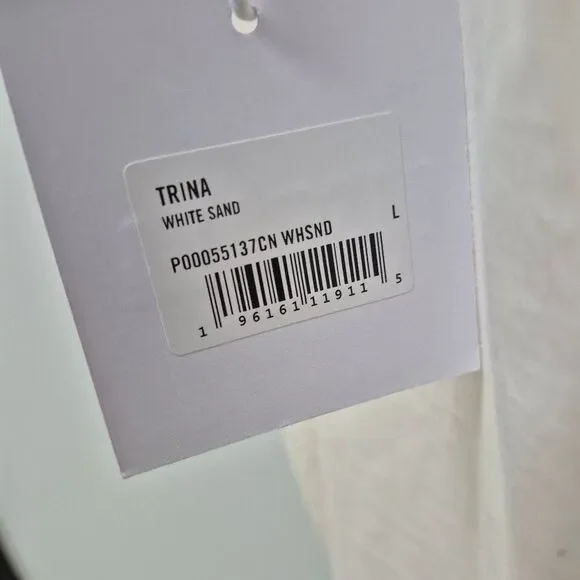 TRINA
WHITE SAND
L
P00055137CN WHSND
1 96161 11911 5